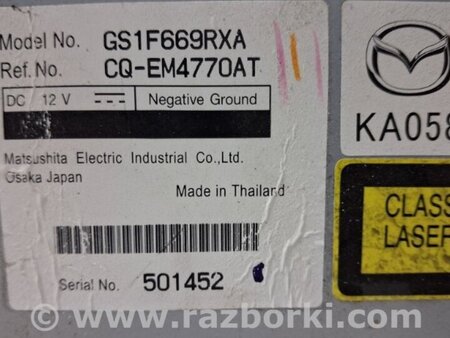 Model No. GS1F669RXA
Ref. No. CQ-EM4770AT
DC 12 V Negative Ground
Matsushita Electric Industrial Co.,Ltd.
Osaka Japan
Made in Thailand
Serial No. 501452
KA058
CLASS
LASER
© www.razborki.com